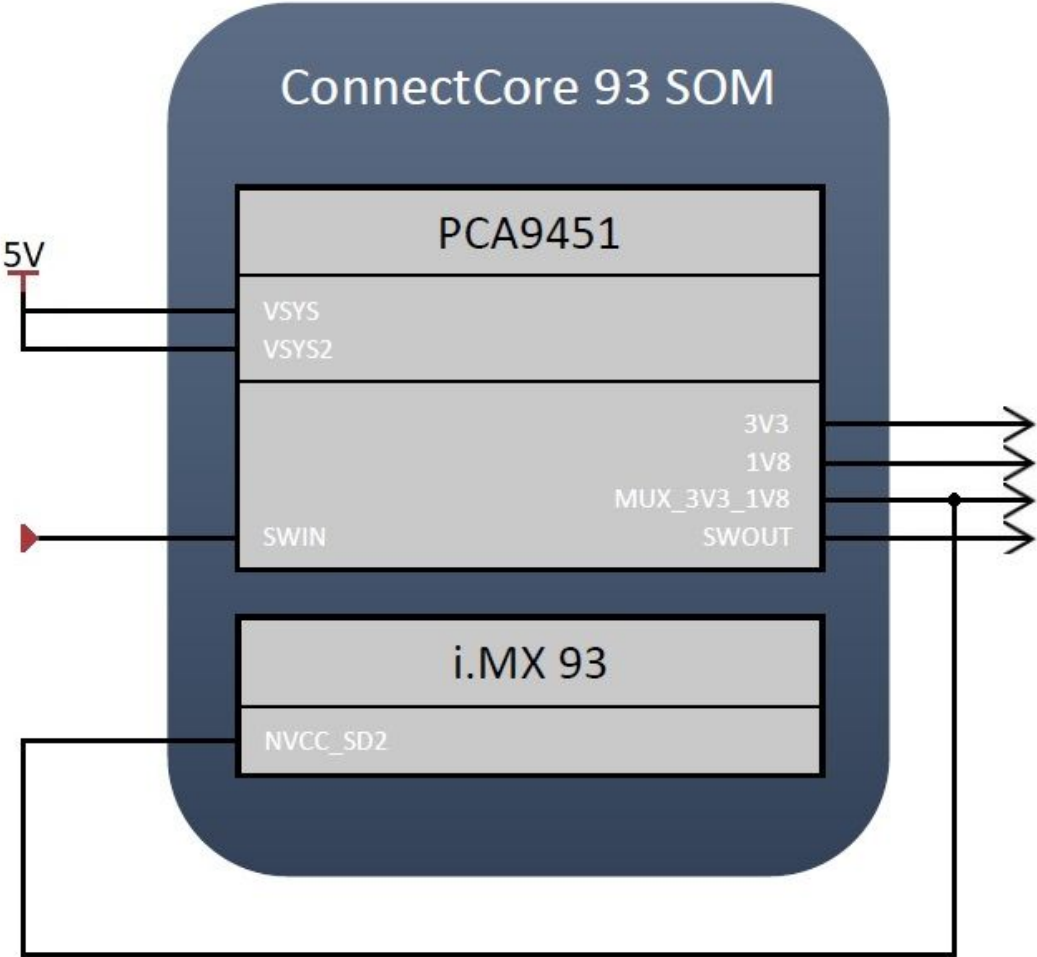 ConnectCore 93 SOM
PCA9451
5V
VSYS
VSYS2
3V3
1V8
MUX_3V3_1V8
SWIN
SWOUT
i.MX 93
NVCC_SD2